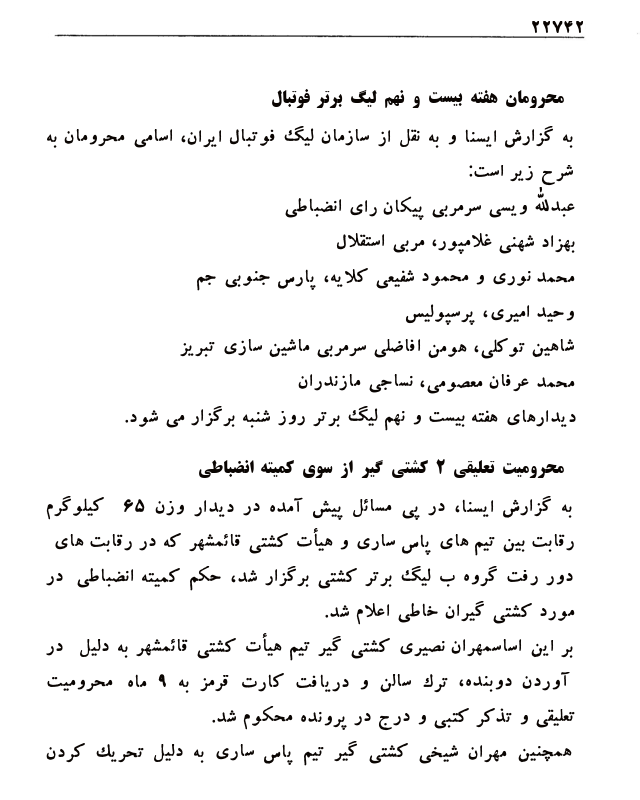 ۲۲۷۴۲
محرومان هفته بیست و نهم لیگ برتر فوتبال
به گزارش ایسنا و به نقل از سازمان لیگ فوتبال ایران، اسامی محرومان به
شرح زیر است:
عبدالله ویسی سرمربی پیکان رای انضباطی
بهزاد شهنی غلامپور، مربی استقلال
محمد نوری و محمود شفیعی کلایه، پارس جنوبی جم
وحید امیری، پرسپولیس
شاهین توکلی، هومن افاضلی سرمربی ماشین سازی تبریز
محمد عرفان معصومی، نساجی مازندران
دیدارهای هفته بیست و نهم لیگ برتر روز شنبه برگزار می شود.
محرومیت تعلیقی ۲ کشتی گیر از سوی کمیته انضباطی
به گزارش ایسنا، در پی مسائل پیش آمده در دیدار وزن ۶۵ کیلوگرم
رقابت بین تیم های پاس ساری و هیأت کشتی قائمشهر که در رقابت های
دور رفت گروه ب لیگ برتر کشتی برگزار شد، حکم کمیته انضباطی در
مورد کشتی گیران خاطی اعلام شد.
بر این اساسمهران نصیری کشتی گیر تیم هیأت کشتی قائمشهر به دلیل در
آوردن دوبنده، ترک سالن و دریافت کارت قرمز به ۹ ماه محرومیت
تعلیقی و تذکر کتبی و درج در پرونده محکوم شد.
همچنین مهران شیخی کشتی گیر تیم پاس ساری به دلیل تحریک کردن